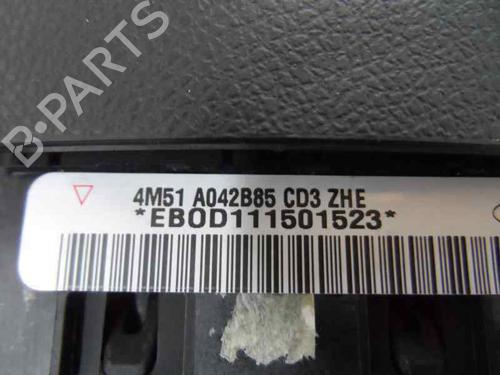 B-PARTS
4M51 A042B85 CD3 ZHE
*EBOD111501523*